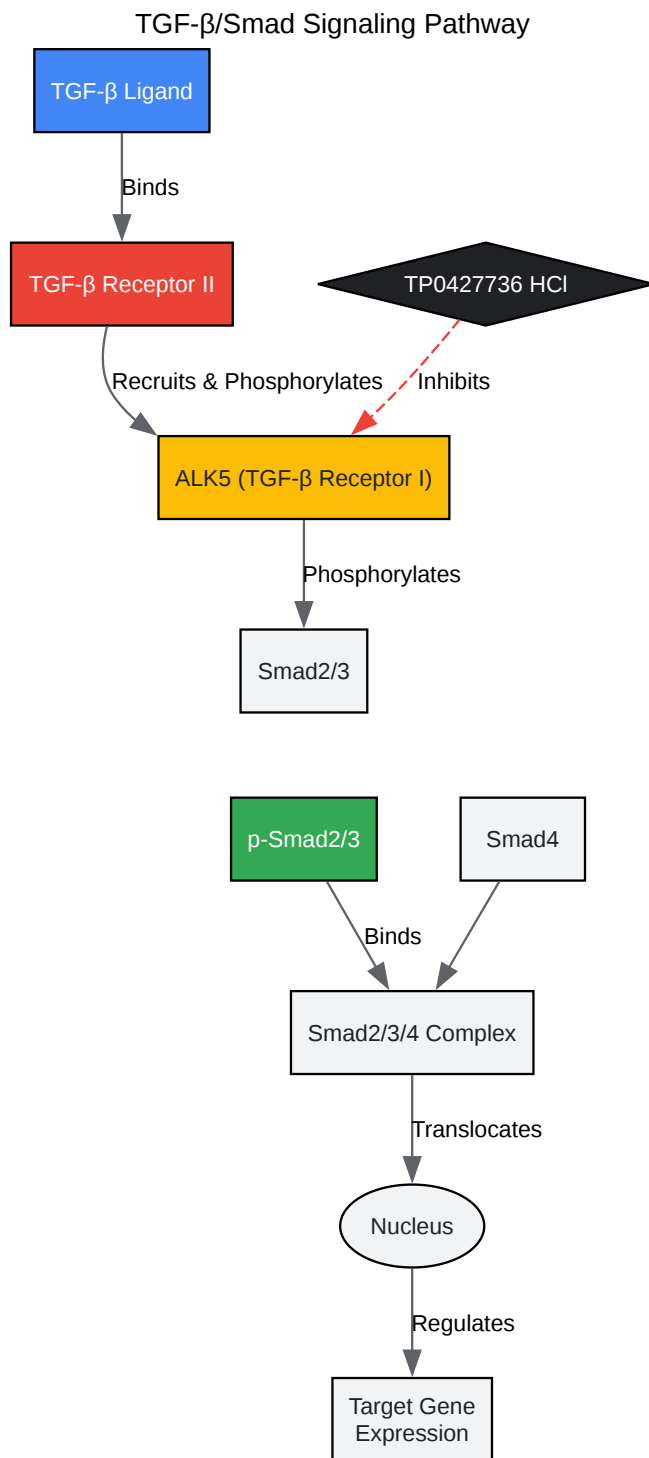 TGF-β/Smad Signaling Pathway
TGF-β Ligand
Binds
TGF-β Receptor II
TP0427736 HCl
Recruits & Phosphorylates
Inhibits
ALK5 (TGF-β Receptor I)
Phosphorylates
Smad2/3
p-Smad2/3
Smad4
Binds
Smad2/3/4 Complex
Translocates
Nucleus
Regulates
Target Gene
Expression